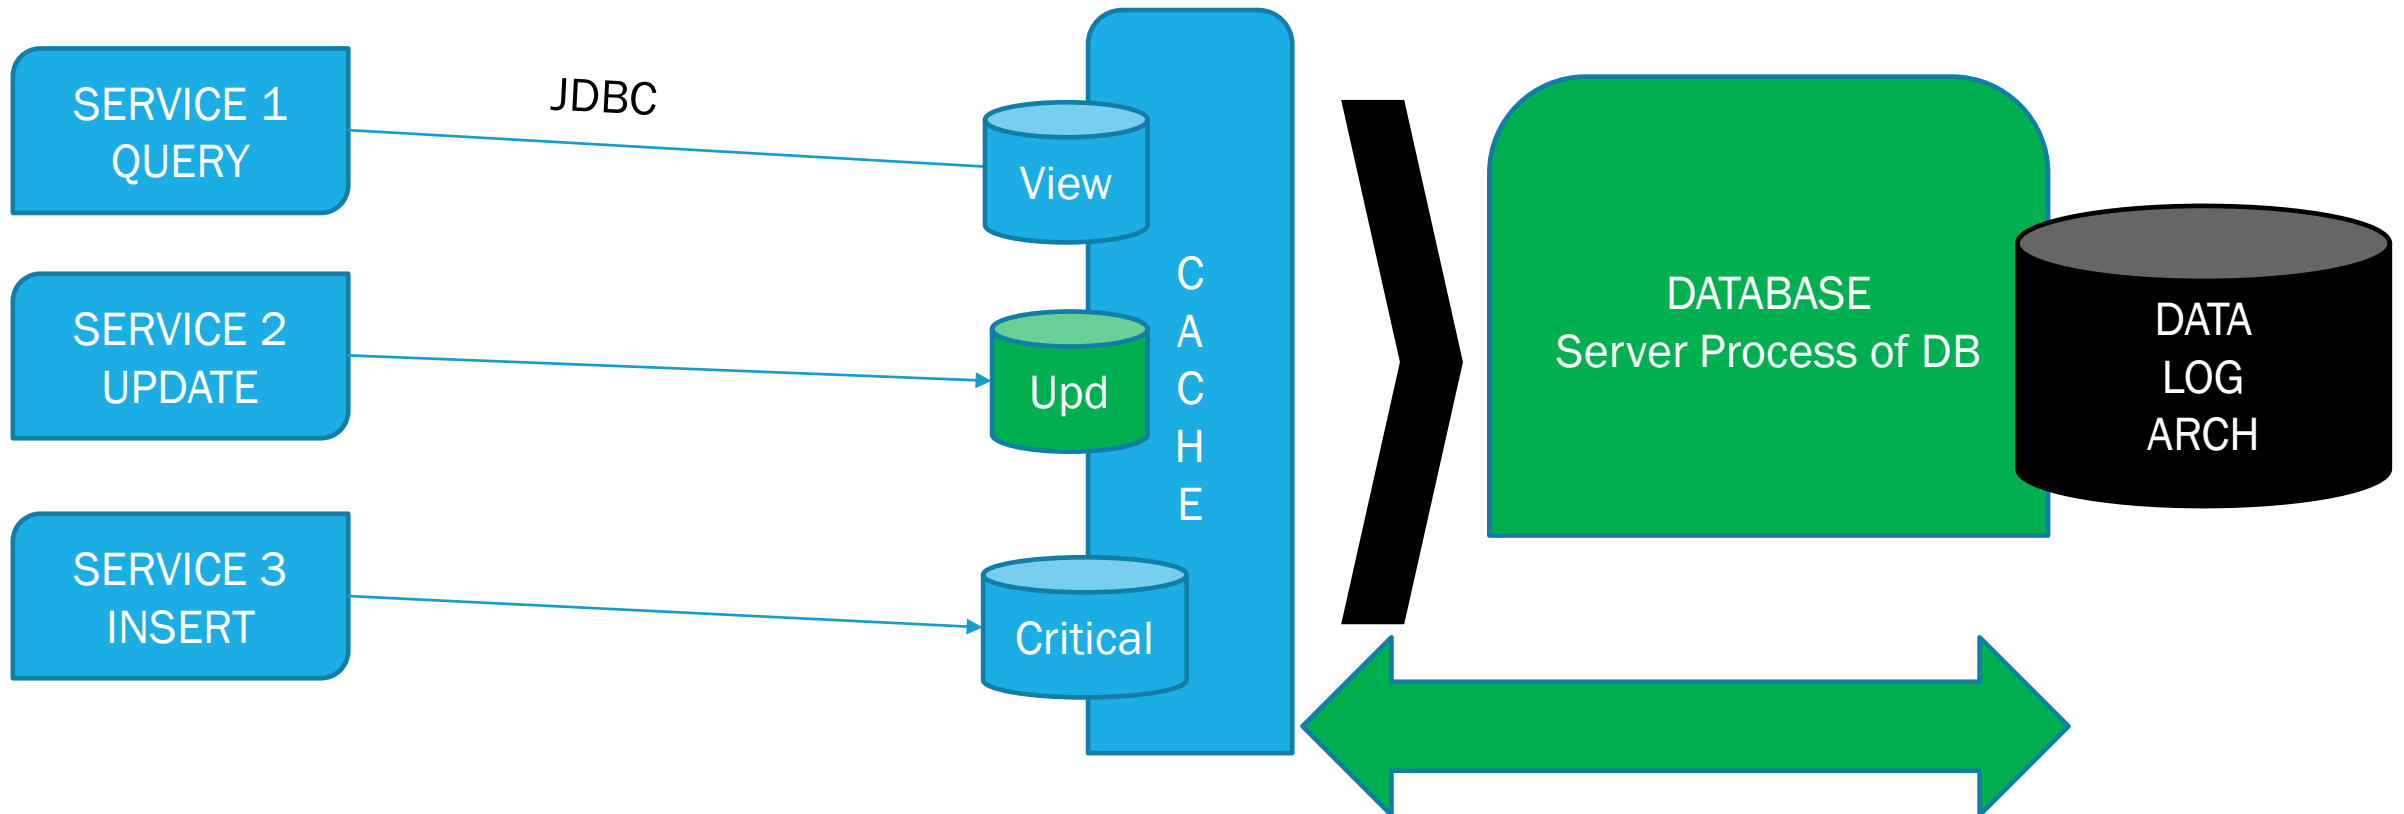 SERVICE 1
QUERY
JDBC
View
SERVICE 2
UPDATE
Upd
SERVICE 3
INSERT
Critical
C
A
C
H
E
DATABASE
Server Process of DB
DATA
LOG
ARCH